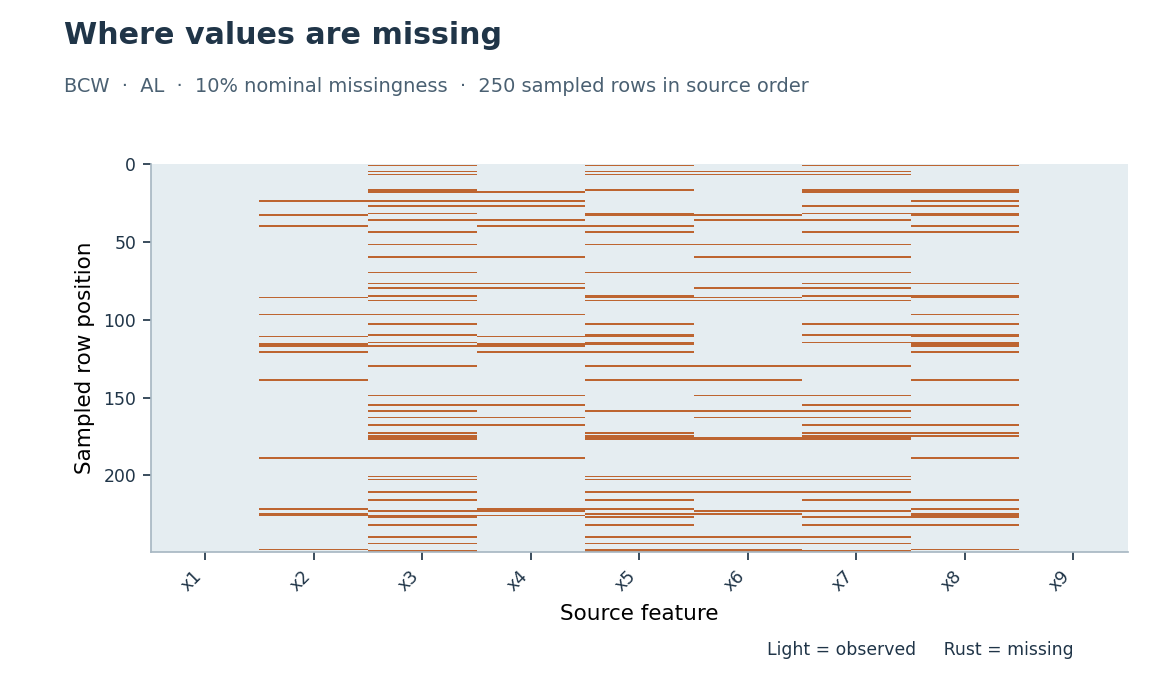 Where values are missing
BCW · AL · 10% nominal missingness · 250 sampled rows in source order
0
50
100
150
200
Sampled row position
x1 x2 x3 x4 x5 x6 x7 x8 x9
Source feature
Light = observed Rust = missing